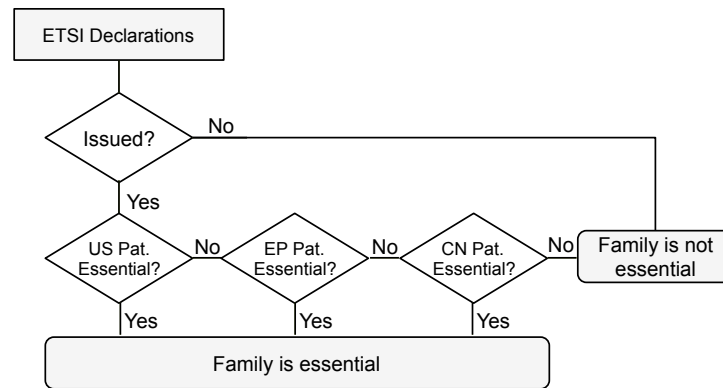 ETSI Declarations
Issued?
No
Yes
US Pat.
Essential?
No
EP Pat.
Essential?
No
CN Pat.
Essential?
No
Family is not
essential
Yes
Yes
Yes
Family is essential